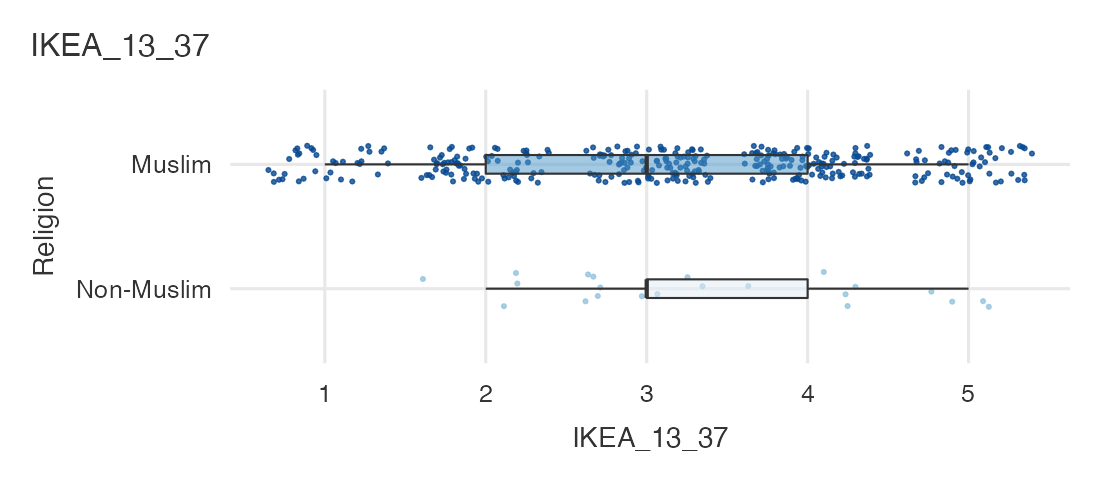 IKEA_13_37
Religion
Muslim
Non-Muslim
1 2 3 4 5
IKEA_13_37